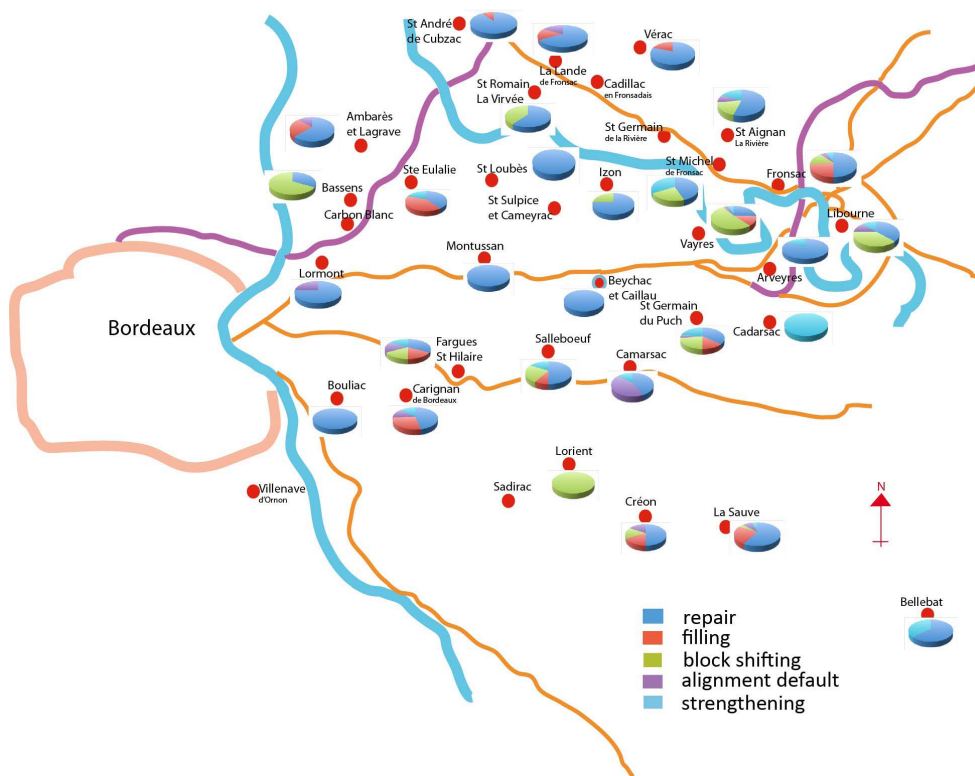 St André
de Cubzac
La Lande
de Fronsac
Vérac
Cadillac
en Fronsadais
St Romain
La Virvée
Ambarès
et Lagrave
St Germain
de la Rivière
St Aignan
La Rivière
St Michel
de Fronsac
Fronsac
Ste Eulalie
St Loubès
Izon
Bassens
Carbon Blanc
St Sulpice
et Cameyrac
Libourne
Vayres
Montussan
Lormont
Beychac
et Caillau
Arveyres
St Germain
du Puch
Cadarsac
Bordeaux
Fargues
St Hilaire
Salleboeuf
Camarsac
Bouliac
Carignan
de Bordeaux
Lorient
Villenave
d'Ornon
Sadirac
Créon
La Sauve
N
Bellebat
repair
filling
block shifting
alignment default
strengthening